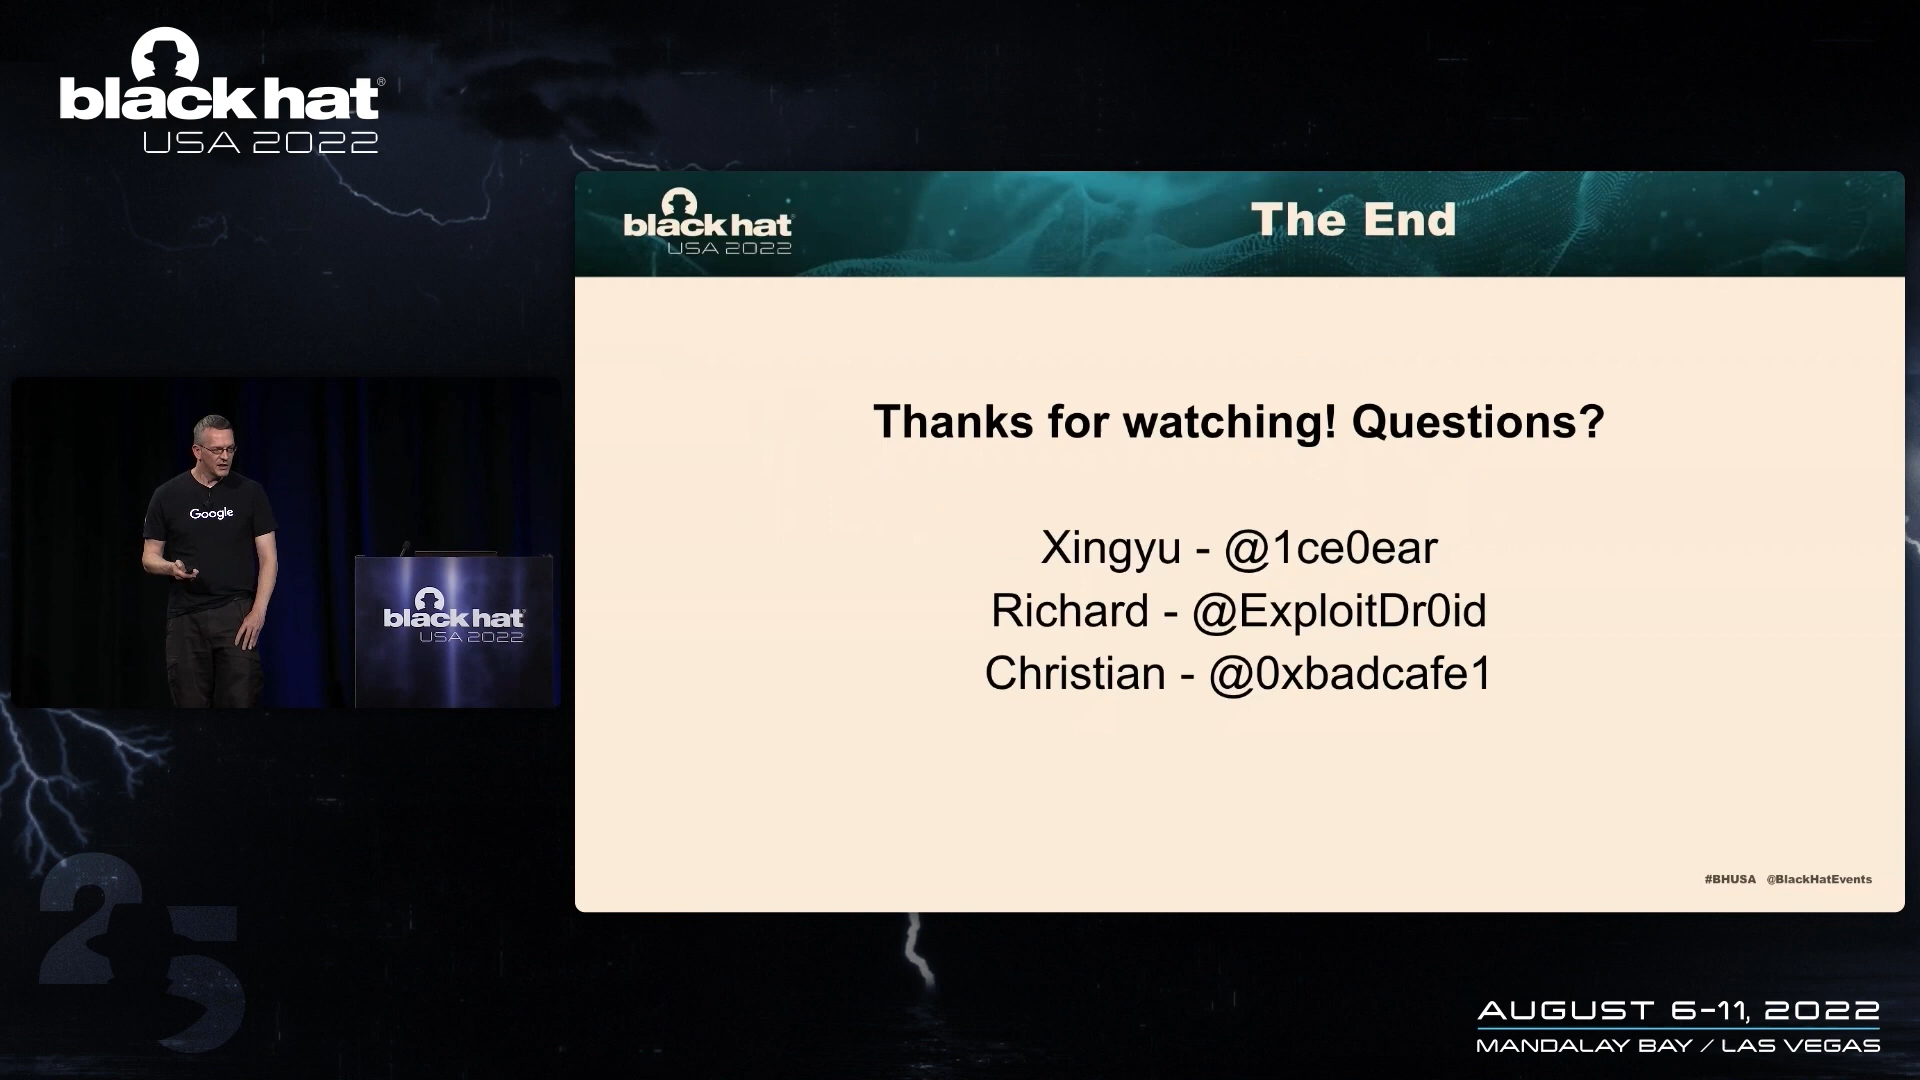 black hat®
USA 2022
black hat
USA 2022
The End
Thanks for watching! Questions?
Xingyu - @1ce0ear
Richard - @ExploitDr0id
Christian - @0xbadcafe1
#BHUSA @BlackHatEvents
Google
black hat
USA 2022
25
AUGUST 6-11, 2022
MANDALAY BAY / LAS VEGAS